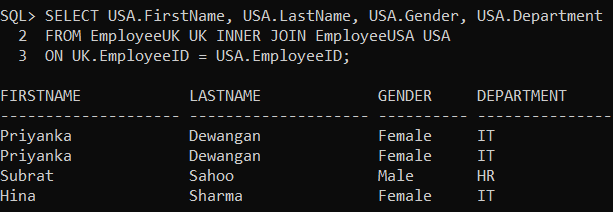 SQL> SELECT USA.FirstName, USA.LastName, USA.Gender, USA.Department
2 FROM EmployeeUK UK INNER JOIN EmployeeUSA USA
3 ON UK.EmployeeID = USA.EmployeeID;
FIRSTNAME LASTNAME GENDER DEPARTMENT
-------------------- -------------------- ---------- ---------------
Priyanka Dewangan Female IT
Priyanka Dewangan Female IT
Subrat Sahoo Male HR
Hina Sharma Female IT